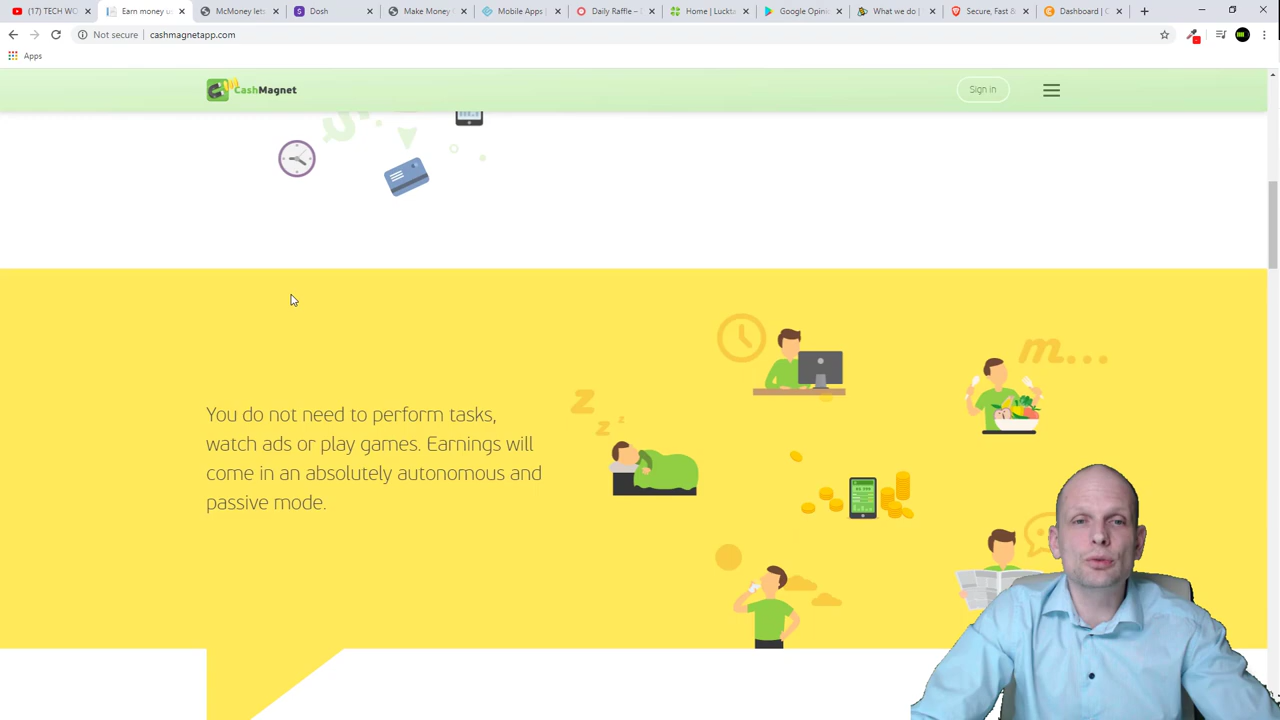 (17) TECH WO
Earn money u
McMoney lets
Dosh
Make Money O
Mobile Apps
Daily Raffle –
Home | Luckta
Google Opini
What we do |
Secure, Fast &
Dashboard | C
Not secure | cashmagnetapp.com
Apps
CashMagnet
Sign in
You do not need to perform tasks,
watch ads or play games. Earnings will
come in an absolutely autonomous and
passive mode.
z
z
z
m...